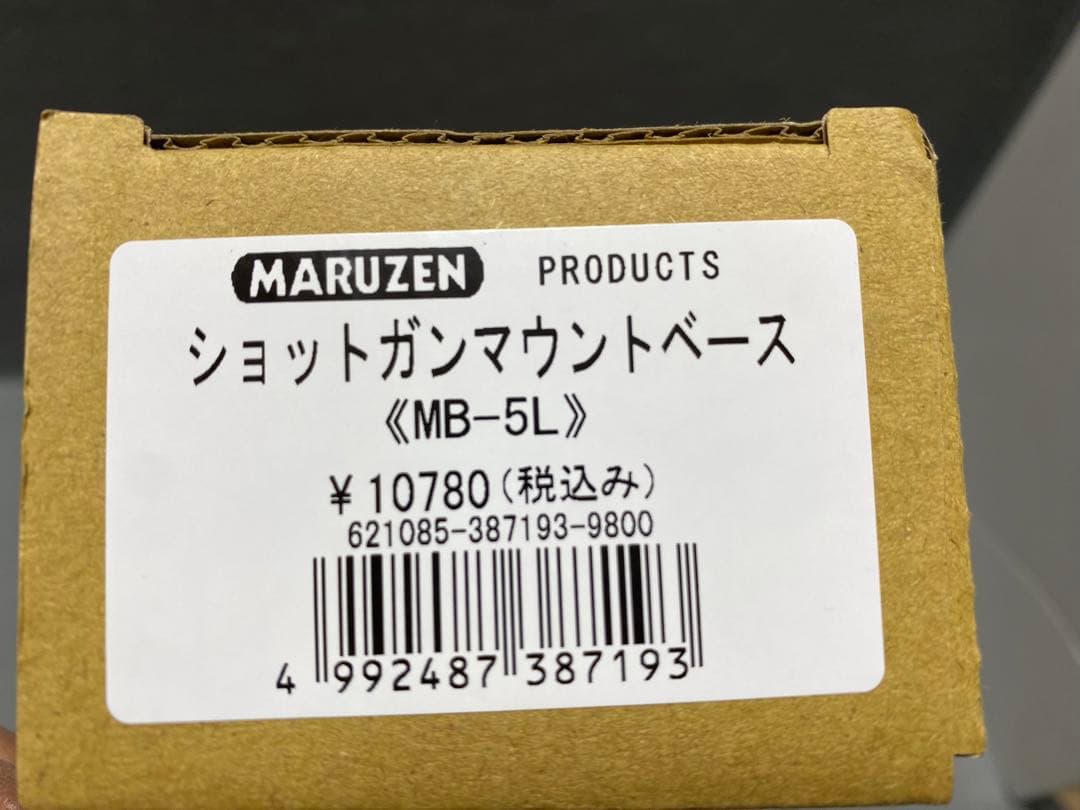 MARUZEN PRODUCTS
ショットガンマウントベース
《MB-5L》
¥10780(税込み)
621085-387193-9800
4 992487 387193